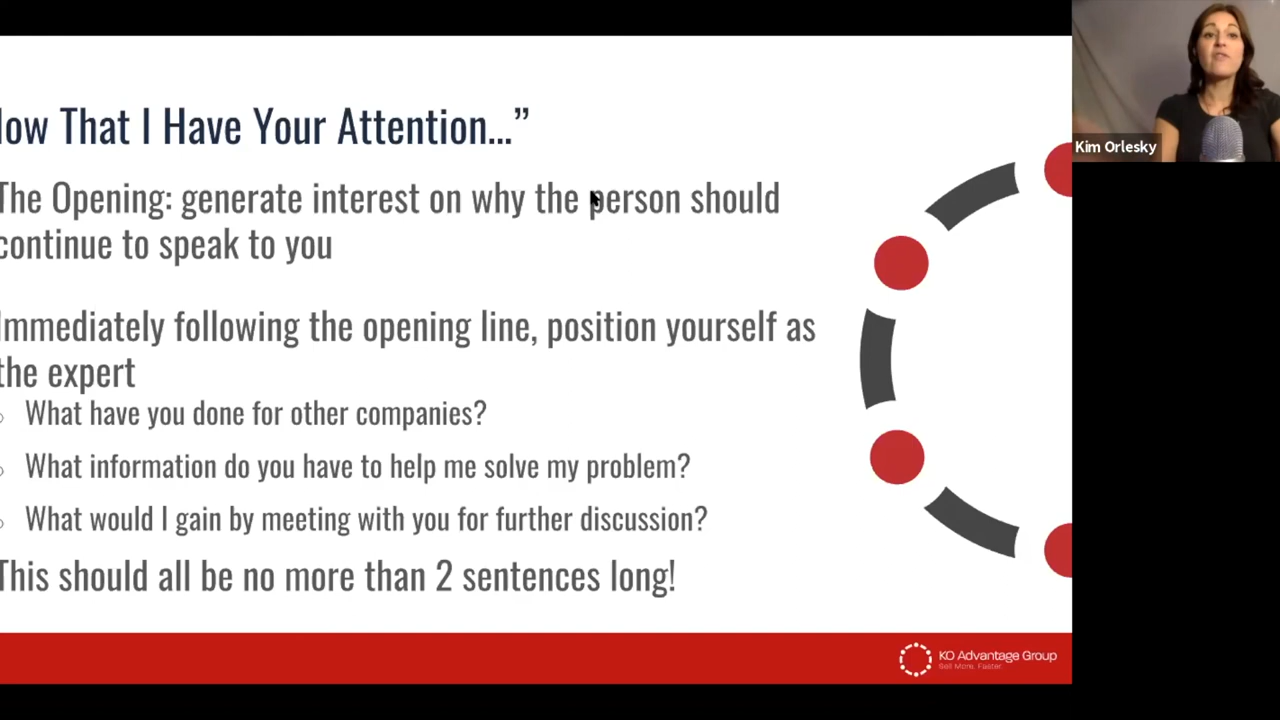 low That I Have Your Attention...”
The Opening: generate interest on why the person should
continue to speak to you
Immediately following the opening line, position yourself as
the expert
What have you done for other companies?
What information do you have to help me solve my problem?
What would I gain by meeting with you for further discussion?
This should all be no more than 2 sentences long!
Kim Orlesky
KO Advantage Group
Sell More. Faster.